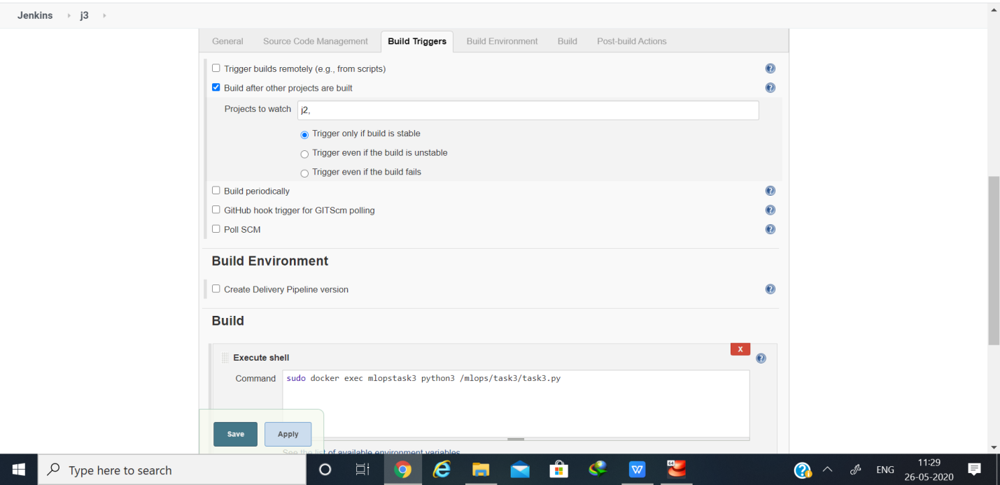 Jenkins j3
General Source Code Management Build Triggers Build Environment Build Post-build Actions
Trigger builds remotely (e.g., from scripts)
Build after other projects are built
Projects to watch j2,
Trigger only if build is stable
Trigger even if the build is unstable
Trigger even if the build fails
Build periodically
GitHub hook trigger for GITScm polling
Poll SCM
Build Environment
Create Delivery Pipeline version
Build
X
Execute shell
Command sudo docker exec mlopstask3 python3 /mlops/task3/task3.py
Save Apply
See the list of available environment variables
Type here to search
64
W
ENG
11:29
26-05-2020